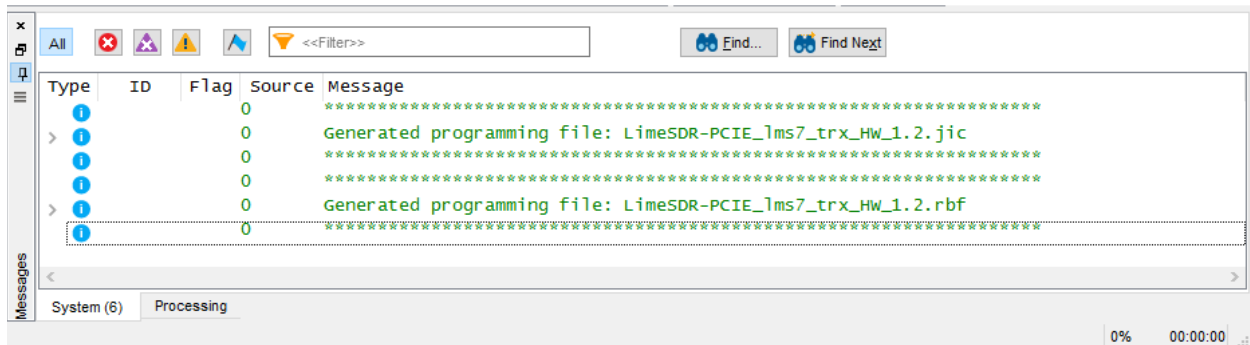 All <<Filter>> Find... Find Next
Type ID Flag Source Message
0 *******************************************************************
0 Generated programming file: LimeSDR-PCIE_lms7_trx_HW_1.2.jic
0 *******************************************************************
0 *******************************************************************
0 Generated programming file: LimeSDR-PCIE_lms7_trx_HW_1.2.rbf
0 *******************************************************************
Messages
System (6) Processing
0% 00:00:00